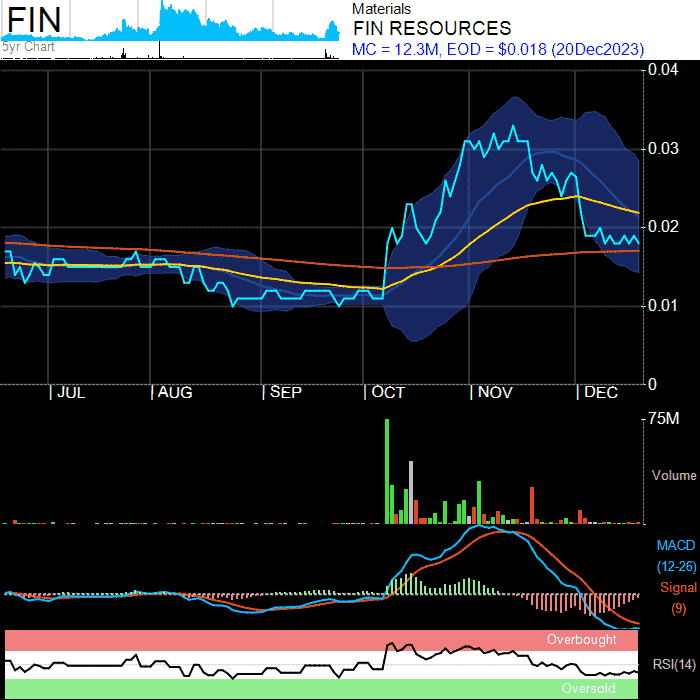 FIN
5yr Chart
Materials
FIN RESOURCES
MC = 12.3M, EOD = $0.018 (20Dec2023)
0.04
0.03
0.02
0.01
0
| JUL | AUG | SEP | OCT | NOV | DEC
75M
Volume
MACD
(12-26)
Signal
(9)
Overbought
RSI(14)
Oversold